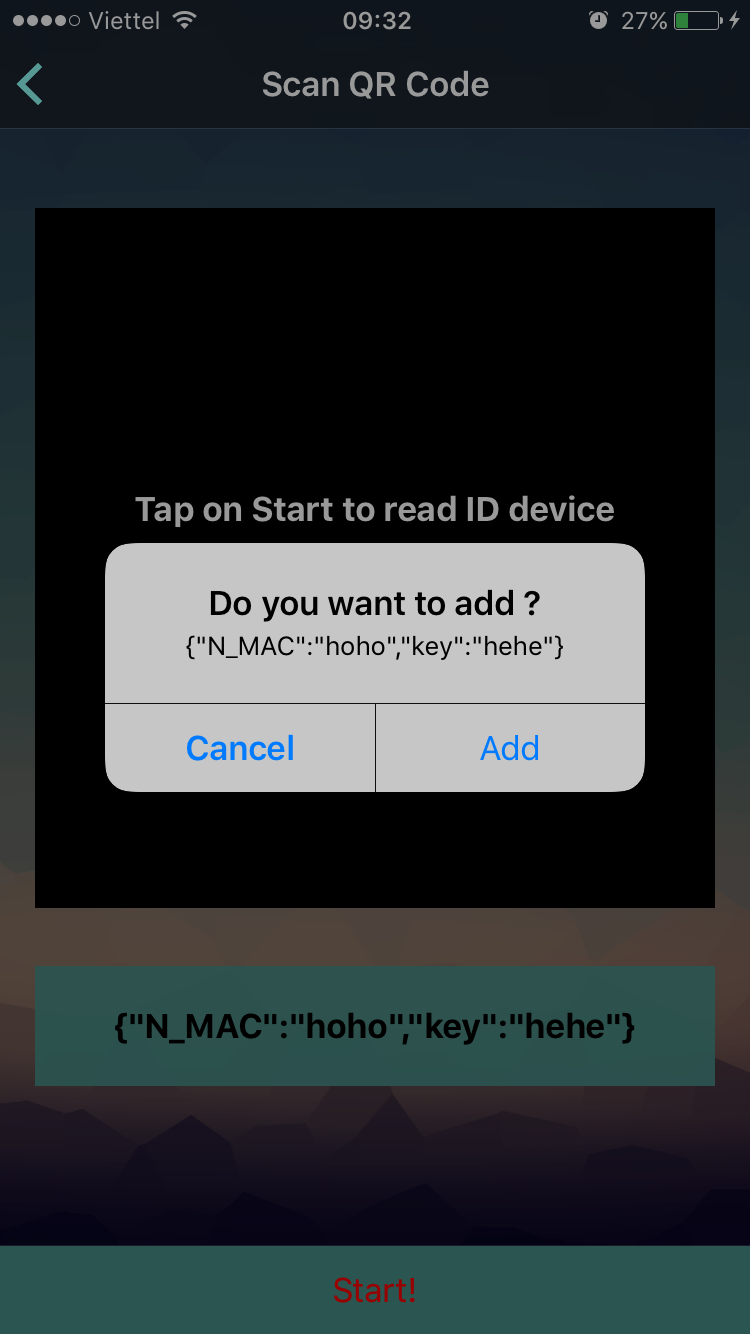 Viettel 09:32 27%
Scan QR Code
Tap on Start to read ID device
Do you want to add ?
{"N_MAC":"hoho","key":"hehe"}
Cancel Add
{"N_MAC":"hoho","key":"hehe"}
Start!